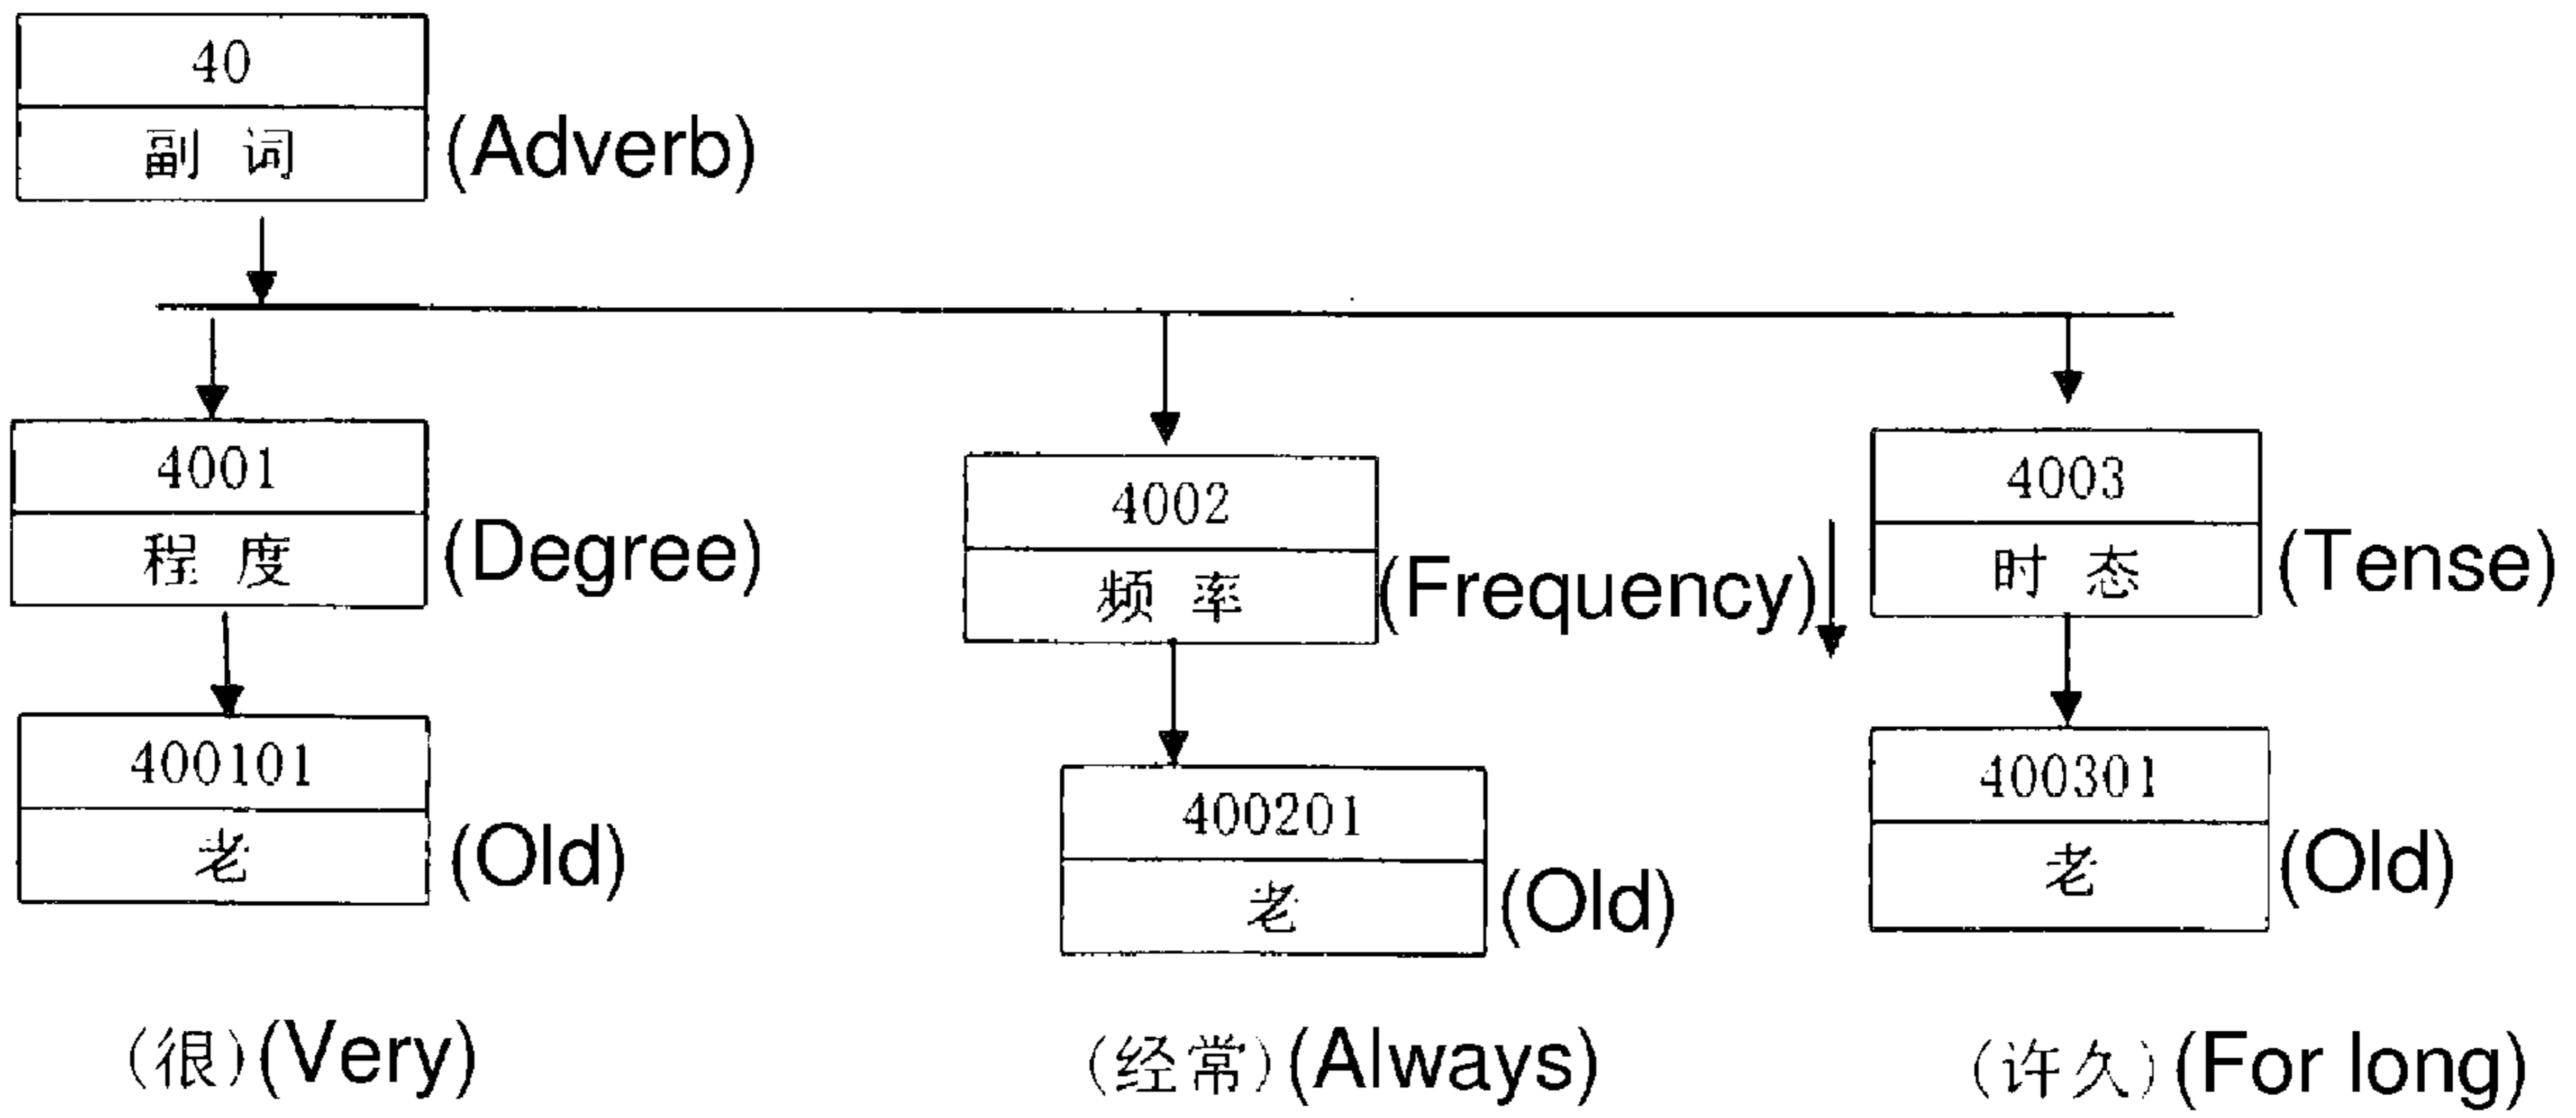 40
副 词 (Adverb)
4001
程 度 (Degree)
4002
频 率 (Frequency)
4003
时 态 (Tense)
400101
老 (Old)
400201
老 (Old)
400301
老 (Old)
(很)(Very)
(经常)(Always)
(许久)(For long)